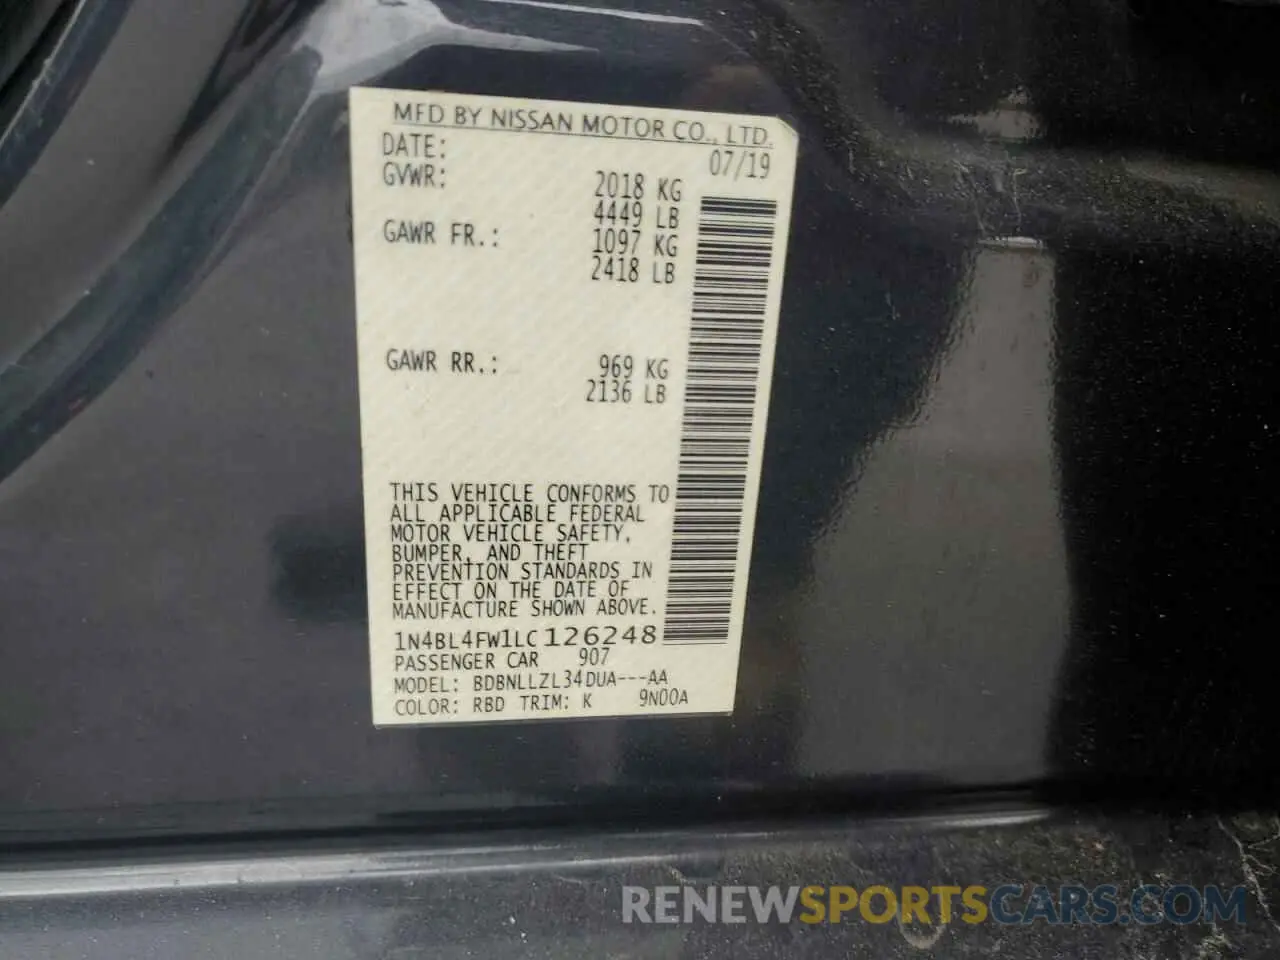 MFD BY NISSAN MOTOR CO., LTD.
DATE: 07/19
GVWR: 2018 KG
4449 LB
GAWR FR.: 1097 KG
2418 LB
GAWR RR.: 969 KG
2136 LB
THIS VEHICLE CONFORMS TO
ALL APPLICABLE FEDERAL
MOTOR VEHICLE SAFETY,
BUMPER, AND THEFT
PREVENTION STANDARDS IN
EFFECT ON THE DATE OF
MANUFACTURE SHOWN ABOVE.
1N4BL4FW1LC126248
PASSENGER CAR 907
MODEL: BDBNLLZL34DUA---AA
COLOR: RBD TRIM: K 9N00A
RENEWSPORTSCARS.COM